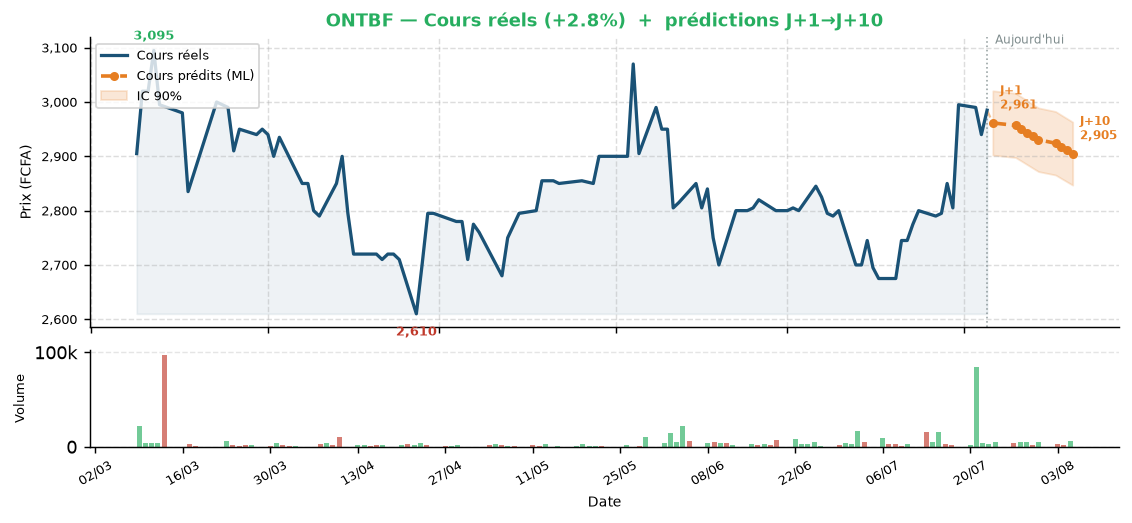 ONTBF — Cours réels (+2.8%) + prédictions J+1→J+10
3,095
Aujourd'hui
Cours réels
Cours prédits (ML)
IC 90%
J+1
2,961
J+10
2,905
2,610
Prix (FCFA)
3,100
3,000
2,900
2,800
2,700
2,600
Volume
100k
0
02/03
16/03
30/03
13/04
27/04
11/05
25/05
08/06
22/06
06/07
20/07
03/08
Date